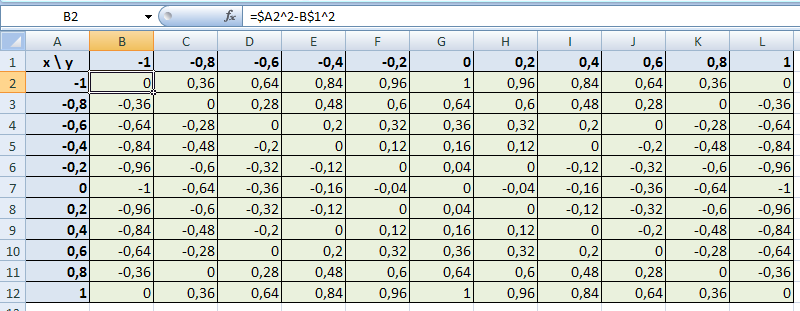 B2 fx =$A2^2-B$1^2
A B C D E F G H I J K L
1 x \ y -1 -0,8 -0,6 -0,4 -0,2 0 0,2 0,4 0,6 0,8 1
2 -1 0 0,36 0,64 0,84 0,96 1 0,96 0,84 0,64 0,36 0
3 -0,8 -0,36 0 0,28 0,48 0,6 0,64 0,6 0,48 0,28 0 -0,36
4 -0,6 -0,64 -0,28 0 0,2 0,32 0,36 0,32 0,2 0 -0,28 -0,64
5 -0,4 -0,84 -0,48 -0,2 0 0,12 0,16 0,12 0 -0,2 -0,48 -0,84
6 -0,2 -0,96 -0,6 -0,32 -0,12 0 0,04 0 -0,12 -0,32 -0,6 -0,96
7 0 -1 -0,64 -0,36 -0,16 -0,04 0 -0,04 -0,16 -0,36 -0,64 -1
8 0,2 -0,96 -0,6 -0,32 -0,12 0 0,04 0 -0,12 -0,32 -0,6 -0,96
9 0,4 -0,84 -0,48 -0,2 0 0,12 0,16 0,12 0 -0,2 -0,48 -0,84
10 0,6 -0,64 -0,28 0 0,2 0,32 0,36 0,32 0,2 0 -0,28 -0,64
11 0,8 -0,36 0 0,28 0,48 0,6 0,64 0,6 0,48 0,28 0 -0,36
12 1 0 0,36 0,64 0,84 0,96 1 0,96 0,84 0,64 0,36 0